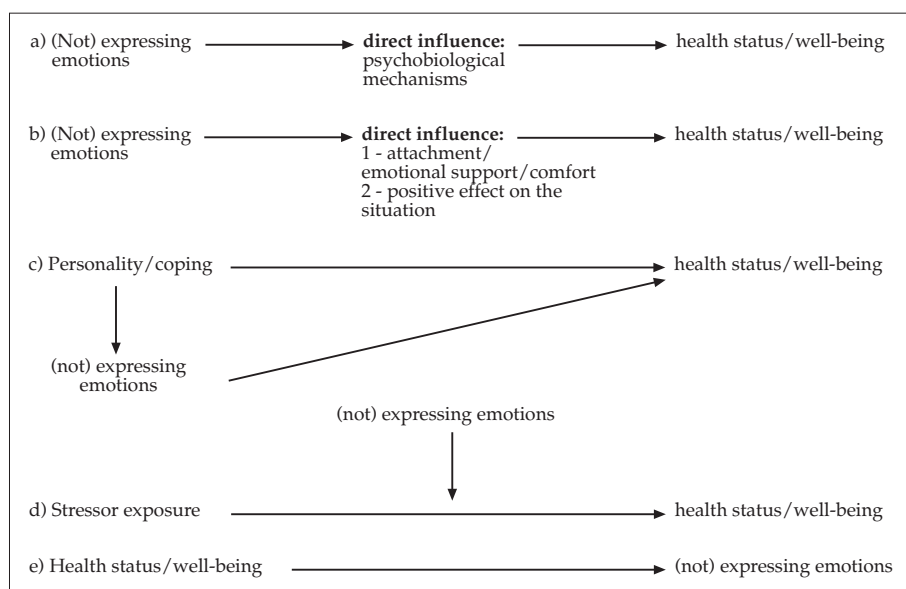 a) (Not) expressing emotions
direct influence:
psychobiological
mechanisms
health status/well-being
b) (Not) expressing emotions
direct influence:
1 - attachment/
emotional support/comfort
2 - positive effect on the
situation
health status/well-being
c) Personality/coping
health status/well-being
(not) expressing
emotions
(not) expressing emotions
d) Stressor exposure
health status/well-being
e) Health status/well-being
(not) expressing emotions